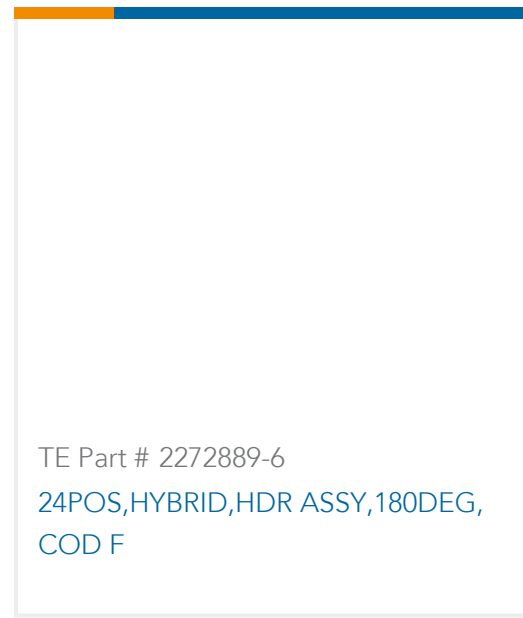 TE Part # 2272889-6
24POS,HYBRID,HDR ASSY,180DEG,
COD F